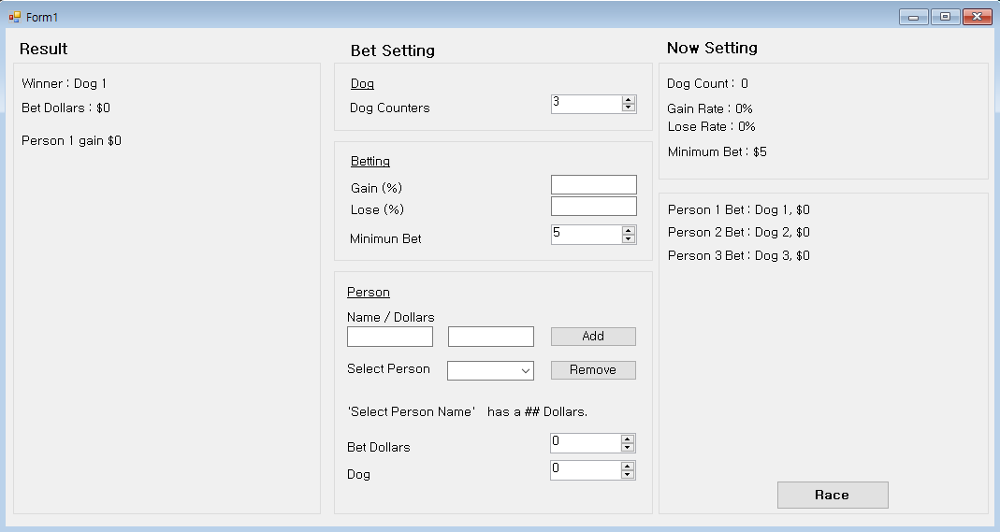 Form1
Result
Winner : Dog 1
Bet Dollars : $0
Person 1 gain $0
Bet Setting
Dog
Dog Counters 3
Betting
Gain (%)
Lose (%)
Minimun Bet 5
Person
Name / Dollars
Add
Select Person Remove
'Select Person Name' has a ## Dollars.
Bet Dollars 0
Dog 0
Now Setting
Dog Count : 0
Gain Rate : 0%
Lose Rate : 0%
Minimum Bet : $5
Person 1 Bet : Dog 1, $0
Person 2 Bet : Dog 2, $0
Person 3 Bet : Dog 3, $0
Race